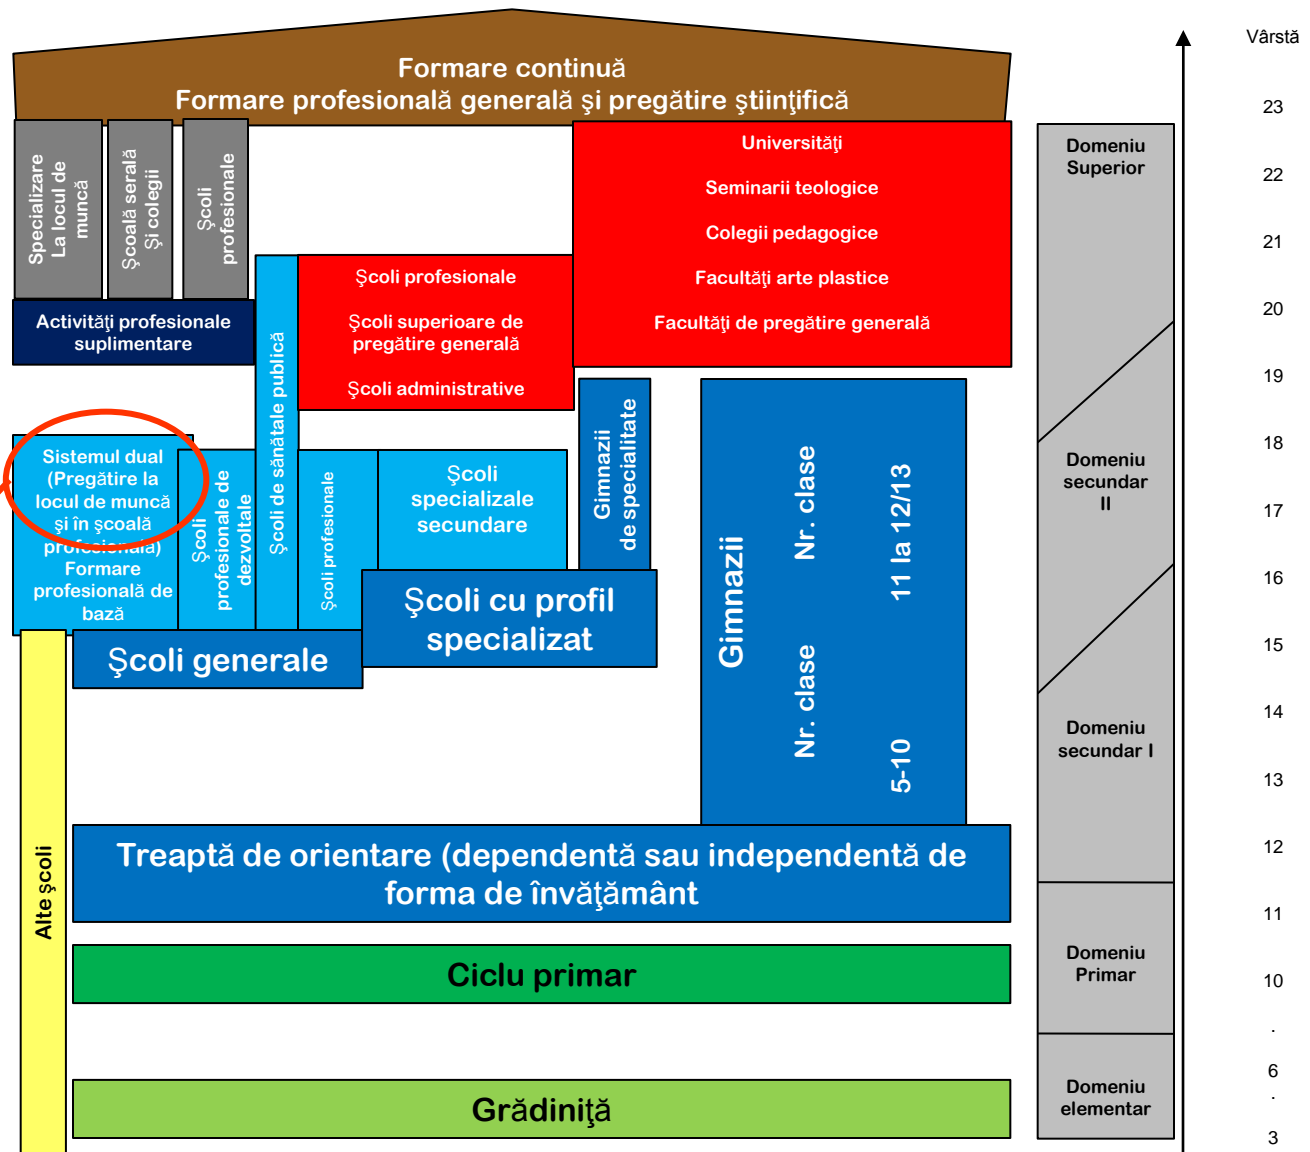 Vârstă
Formare continuă
Formare profesională generală şi pregătire ştiinţifică
Specializare
La locul de
muncă
Şcoală serală
Şi colegii
Şcoli
profesionale
Universităţi
Seminarii teologice
Colegii pedagogice
Facultăţi arte plastice
Facultăţi de pregătire generală
Şcoli profesionale
Şcoli superioare de
pregătire generală
Şcoli administrative
Activităţi profesionale
suplimentare
Şcoli de sănătale publică
Sistemul dual
(Pregătire la
locul de muncă
şi în şcoală
profesională)
Formare
profesională de
bază
Şcoli
profesionale de
dezvoltale
Şcoli profesionale
Şcoli
specializale
secundare
Gimnazii
de specialitate
Şcoli generale
Şcoli cu profil
specializat
Gimnazii
Nr. clase
11 la 12/13
Nr. clase
5-10
Alte şcoli
Treaptă de orientare (dependentă sau independentă de
forma de învăţământ
Ciclu primar
Grădiniţă
Domeniu
Superior
Domeniu
secundar
II
Domeniu
secundar I
Domeniu
Primar
Domeniu
elementar
23
22
21
20
19
18
17
16
15
14
13
12
11
10
.
6
.
3